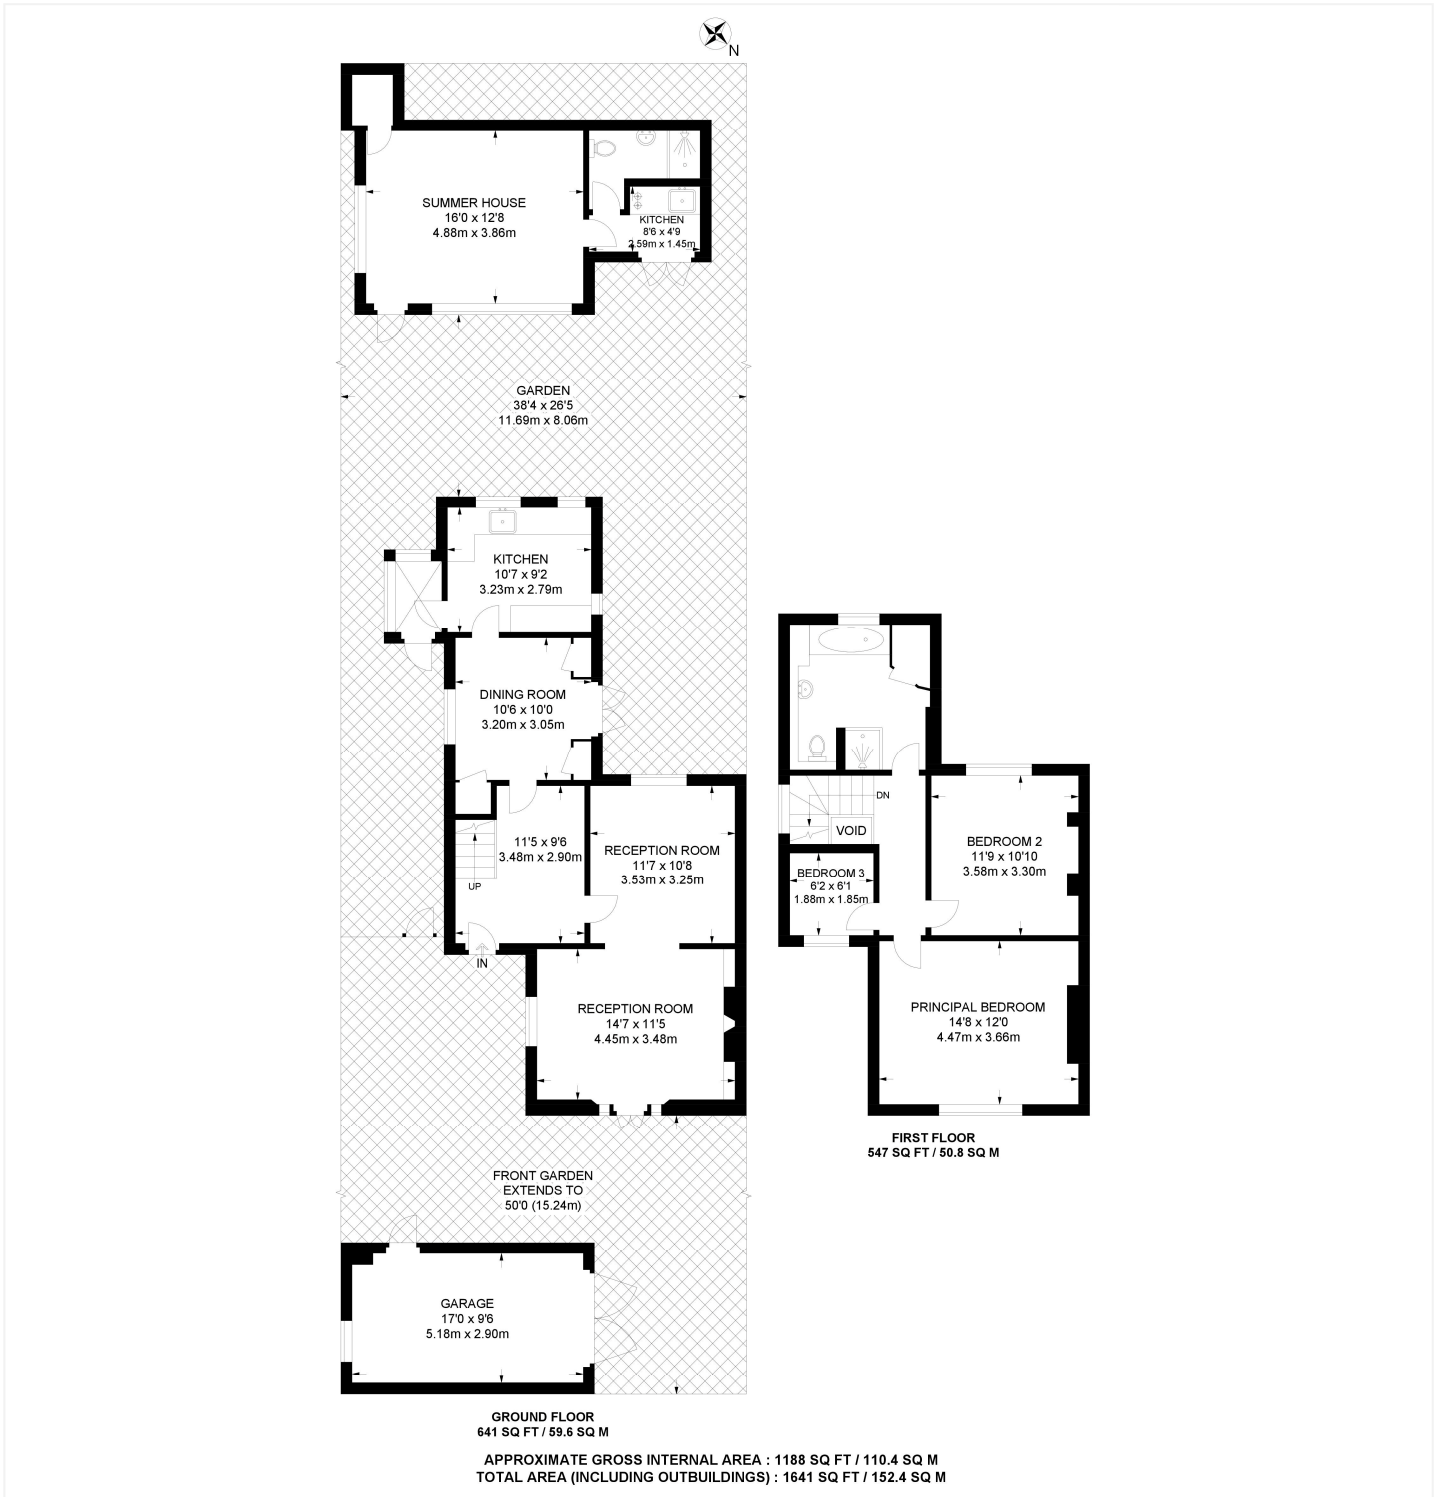 N
SUMMER HOUSE
16'0 x 12'8
4.88m x 3.86m
KITCHEN
8'6 x 4'9
2.59m x 1.45m
GARDEN
38'4 x 26'5
11.69m x 8.06m
KITCHEN
10'7 x 9'2
3.23m x 2.79m
DINING ROOM
10'6 x 10'0
3.20m x 3.05m
11'5 x 9'6
3.48m x 2.90m
UP
IN
RECEPTION ROOM
11'7 x 10'8
3.53m x 3.25m
RECEPTION ROOM
14'7 x 11'5
4.45m x 3.48m
FRONT GARDEN
EXTENDS TO
50'0 (15.24m)
GARAGE
17'0 x 9'6
5.18m x 2.90m
GROUND FLOOR
641 SQ FT / 59.6 SQ M
DN
VOID
BEDROOM 2
11'9 x 10'10
3.58m x 3.30m
BEDROOM 3
6'2 x 6'1
1.88m x 1.85m
PRINCIPAL BEDROOM
14'8 x 12'0
4.47m x 3.66m
FIRST FLOOR
547 SQ FT / 50.8 SQ M
APPROXIMATE GROSS INTERNAL AREA : 1188 SQ FT / 110.4 SQ M
TOTAL AREA (INCLUDING OUTBUILDINGS) : 1641 SQ FT / 152.4 SQ M